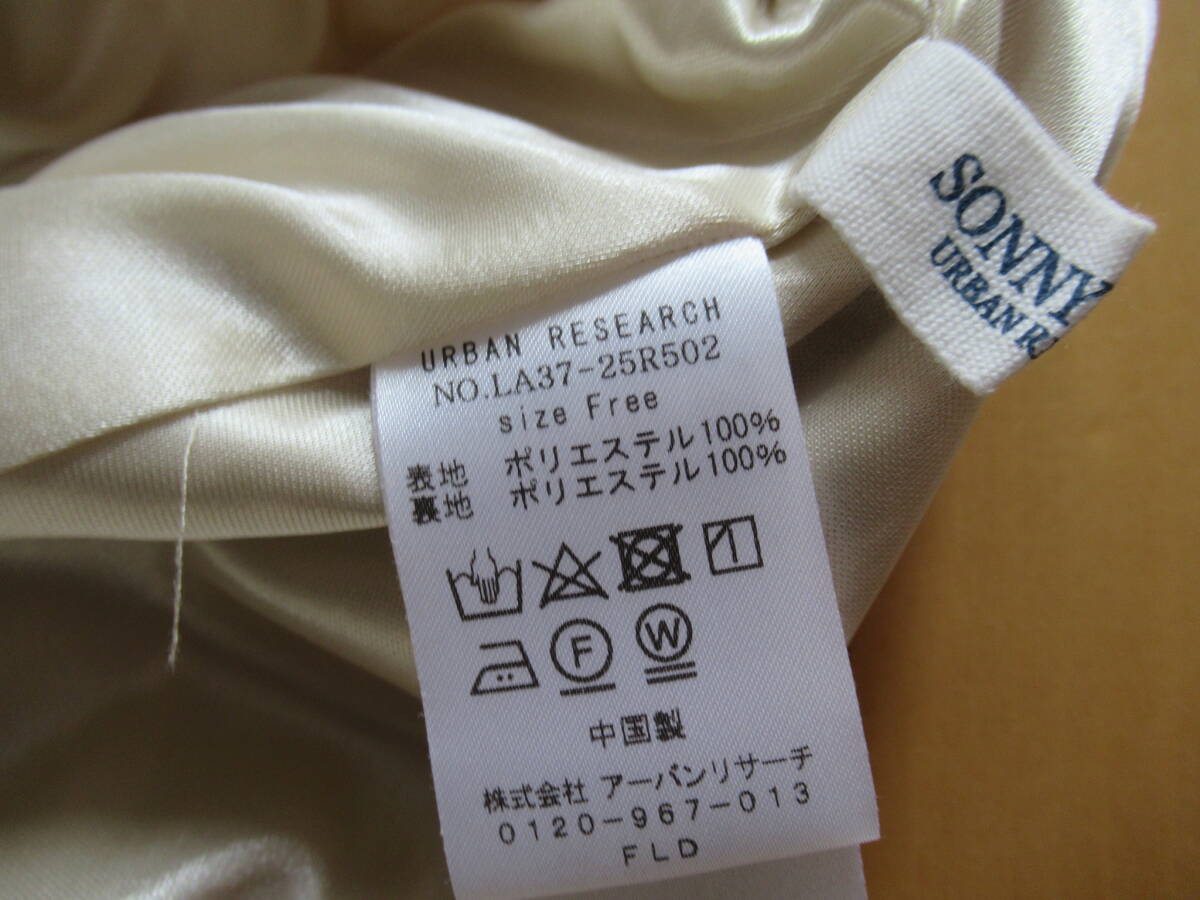 SONNY
URBAN R
URBAN RESEARCH
NO.LA37-25R502
size Free
表地 ポリエステル100%
裏地 ポリエステル100%
F W
中国製
株式会社 アーバンリサーチ
0120-967-013
FLD